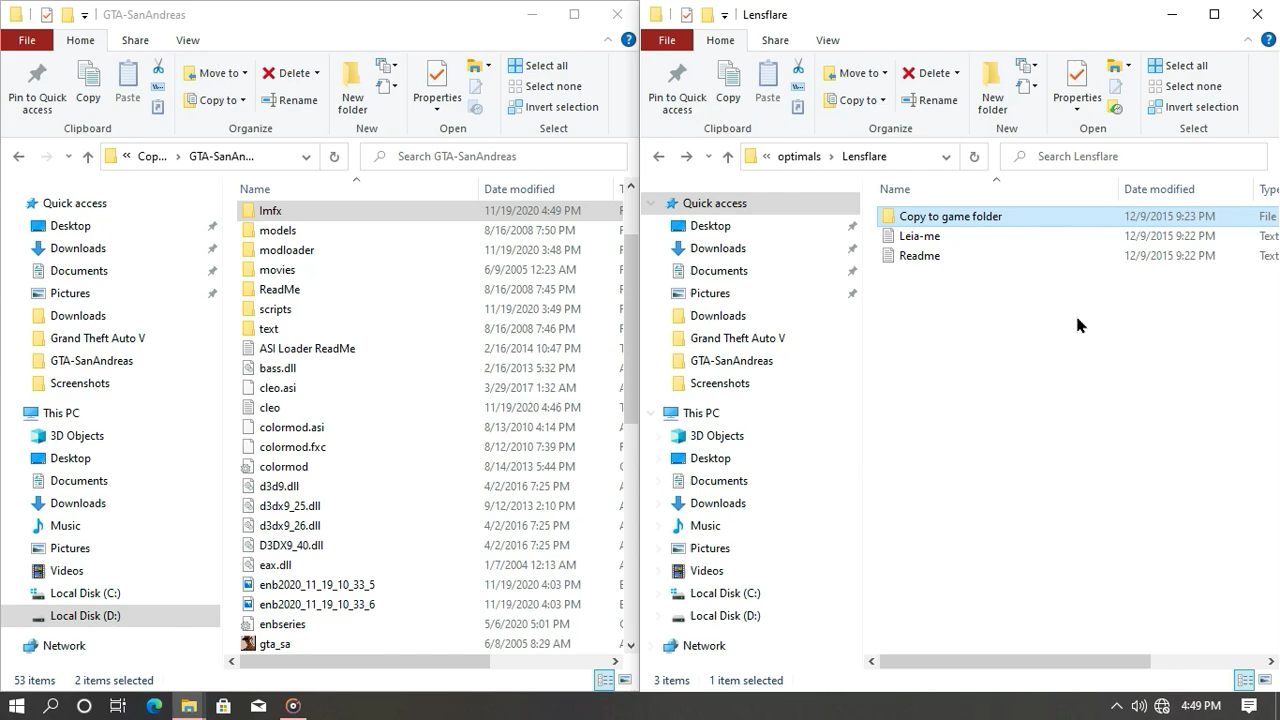 GTA-SanAndreas
File Home Share View
Pin to Quick access
Copy
Paste
Move to
Copy to
Delete
Rename
New folder
Properties
Select all
Select none
Invert selection
Clipboard Organize New Open Select
Cop... GTA-SanAn...
Search GTA-SanAndreas
Quick access
Desktop
Downloads
Documents
Pictures
Downloads
Grand Theft Auto V
GTA-SanAndreas
Screenshots
This PC
3D Objects
Desktop
Documents
Downloads
Music
Pictures
Videos
Local Disk (C:)
Local Disk (D:)
Network
Name Date modified
lmfx 11/19/2020 4:49 PM
models 8/16/2008 7:50 PM
modloader 11/19/2020 3:48 PM
movies 6/9/2005 12:23 AM
ReadMe 8/16/2008 7:45 PM
scripts 11/19/2020 3:49 PM
text 8/16/2008 7:46 PM
ASI Loader ReadMe 2/16/2014 10:47 PM
bass.dll 2/16/2013 5:32 PM
cleo.asi 3/29/2017 1:32 AM
cleo 11/19/2020 4:46 PM
colormod.asi 8/13/2010 4:14 PM
colormod.fxc 8/12/2010 7:39 PM
colormod 8/14/2013 5:44 PM
d3d9.dll 4/2/2016 7:25 PM
d3dx9_25.dll 9/12/2013 2:10 PM
d3dx9_26.dll 4/2/2016 7:25 PM
D3DX9_40.dll 4/2/2016 7:25 PM
eax.dll 1/7/2004 12:13 AM
enb2020_11_19_10_33_5 11/19/2020 4:03 PM
enb2020_11_19_10_33_6 11/19/2020 4:03 PM
enbseries 5/6/2020 5:01 PM
gta_sa 6/8/2005 8:29 AM
53 items 2 items selected
Lensflare
File Home Share View
Pin to Quick access
Copy
Paste
Move to
Copy to
Delete
Rename
New folder
Properties
Select all
Select none
Invert selection
Clipboard Organize New Open Select
optimals Lensflare
Search Lensflare
Quick access
Desktop
Downloads
Documents
Pictures
Downloads
Grand Theft Auto V
GTA-SanAndreas
Screenshots
This PC
3D Objects
Desktop
Documents
Downloads
Music
Pictures
Videos
Local Disk (C:)
Local Disk (D:)
Network
Name Date modified Type
Copy to game folder 12/9/2015 9:23 PM File
Leia-me 12/9/2015 9:22 PM Text
Readme 12/9/2015 9:22 PM Text
3 items 1 item selected
4:49 PM